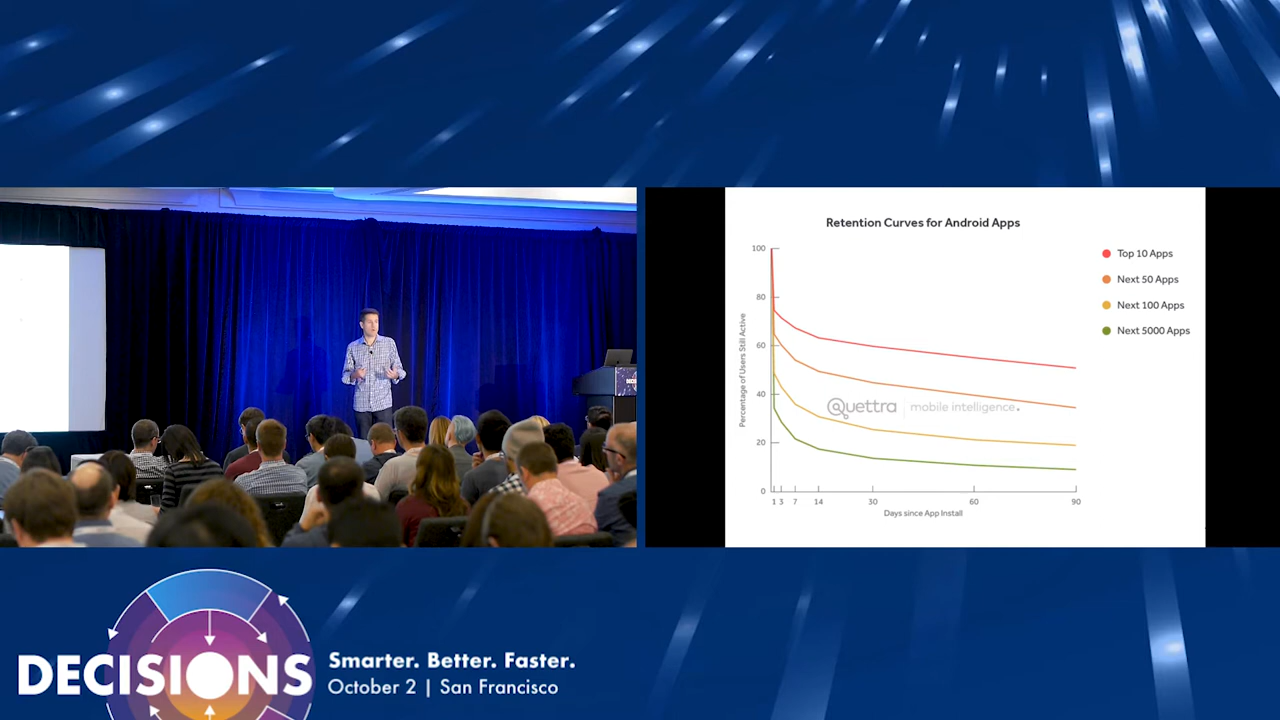 Retention Curves for Android Apps
100
80
60
40
20
0
Percentage of Users Still Active
1 3 7 14 30 60 90
Days since App Install
Top 10 Apps
Next 50 Apps
Next 100 Apps
Next 5000 Apps
Quettra | mobile intelligence.
DECISIONS
Smarter. Better. Faster.
October 2 | San Francisco